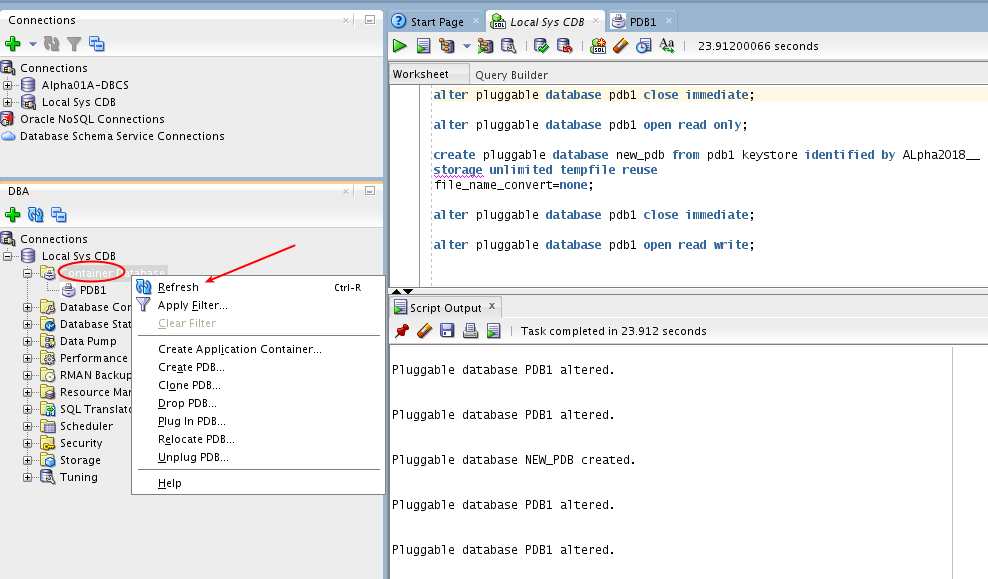 Connections
Connections
Alpha01A-DBCS
Local Sys CDB
Oracle NoSQL Connections
Database Schema Service Connections
DBA
Connections
Local Sys CDB
Container Database
PDB1
Database Con
Database Stat
Data Pump
Performance
RMAN Backup
Resource Man
SQL Translato
Scheduler
Security
Storage
Tuning
Refresh Ctrl-R
Apply Filter...
Clear Filter
Create Application Container...
Create PDB...
Clone PDB...
Drop PDB...
Plug In PDB...
Relocate PDB...
Unplug PDB...
Help
Start Page Local Sys CDB PDB1
23.91200066 seconds
Worksheet Query Builder
alter pluggable database pdb1 close immediate;
alter pluggable database pdb1 open read only;
create pluggable database new_pdb from pdb1 keystore identified by ALpha2018__
storage unlimited tempfile reuse
file_name_convert=none;
alter pluggable database pdb1 close immediate;
alter pluggable database pdb1 open read write;
Script Output
Task completed in 23.912 seconds
Pluggable database PDB1 altered.
Pluggable database PDB1 altered.
Pluggable database NEW_PDB created.
Pluggable database PDB1 altered.
Pluggable database PDB1 altered.